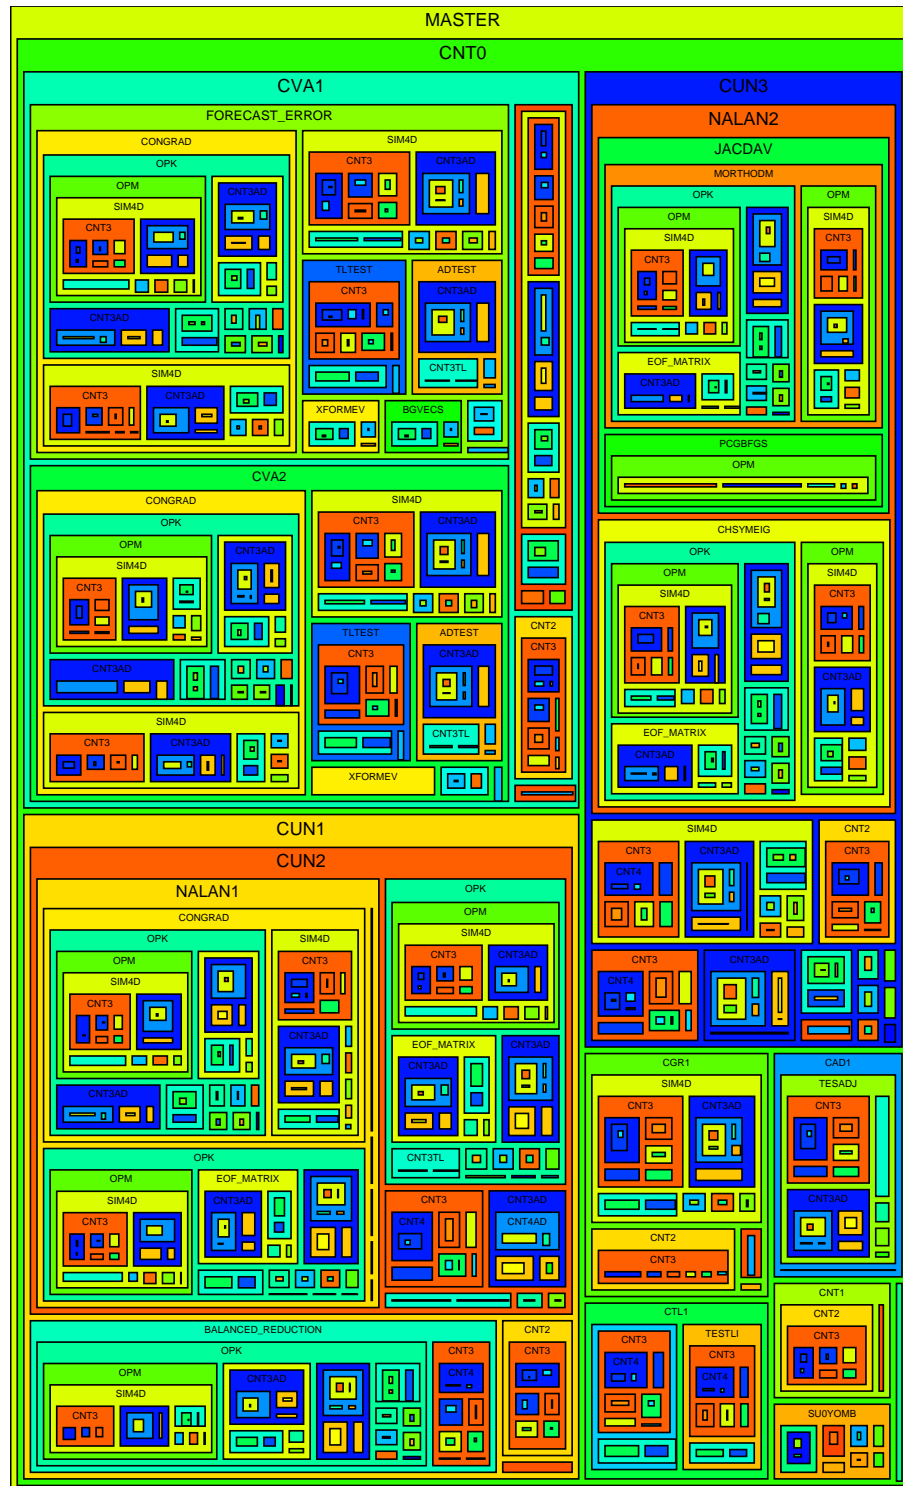 MASTER
CNT0
CVA1
FORECAST_ERROR
CONGRAD
OPK
OPM
SIM4D
CNT3
CNT3AD
CNT3AD
SIM4D
CNT3
CNT3AD
SIM4D
CNT3
CNT3AD
TLTEST
CNT3
ADTEST
CNT3AD
CNT3TL
XFORMEV
BGVECS
CVA2
CONGRAD
OPK
OPM
SIM4D
CNT3
CNT3AD
CNT3AD
SIM4D
CNT3
CNT3AD
SIM4D
CNT3
CNT3AD
TLTEST
CNT3
ADTEST
CNT3AD
CNT3TL
XFORMEV
CNT2
CNT3
CUN1
CUN2
NALAN1
CONGRAD
OPK
OPM
SIM4D
CNT3
CNT3AD
SIM4D
CNT3
CNT3AD
OPK
OPM
SIM4D
CNT3
EOF_MATRIX
CNT3AD
OPK
OPM
SIM4D
CNT3
CNT3AD
EOF_MATRIX
CNT3AD
CNT3AD
CNT3TL
CNT3
CNT4
CNT3AD
CNT4AD
BALANCED_REDUCTION
OPK
OPM
SIM4D
CNT3
CNT3AD
CNT3
CNT4
CNT2
CNT3
CUN3
NALAN2
JACDAV
MORTHODM
OPK
OPM
SIM4D
CNT3
EOF_MATRIX
CNT3AD
OPM
SIM4D
CNT3
PCGBFGS
OPM
CHSYMEIG
OPK
OPM
SIM4D
CNT3
EOF_MATRIX
CNT3AD
OPM
SIM4D
CNT3
CNT3AD
SIM4D
CNT3
CNT4
CNT3AD
CNT2
CNT3
CNT3
CNT4
CNT3AD
CGR1
SIM4D
CNT3
CNT3AD
CNT2
CNT3
CAD1
TESADJ
CNT3
CNT3AD
CTL1
CNT3
CNT4
TESTLI
CNT3
CNT4
CNT1
CNT2
CNT3
SU0YOMB